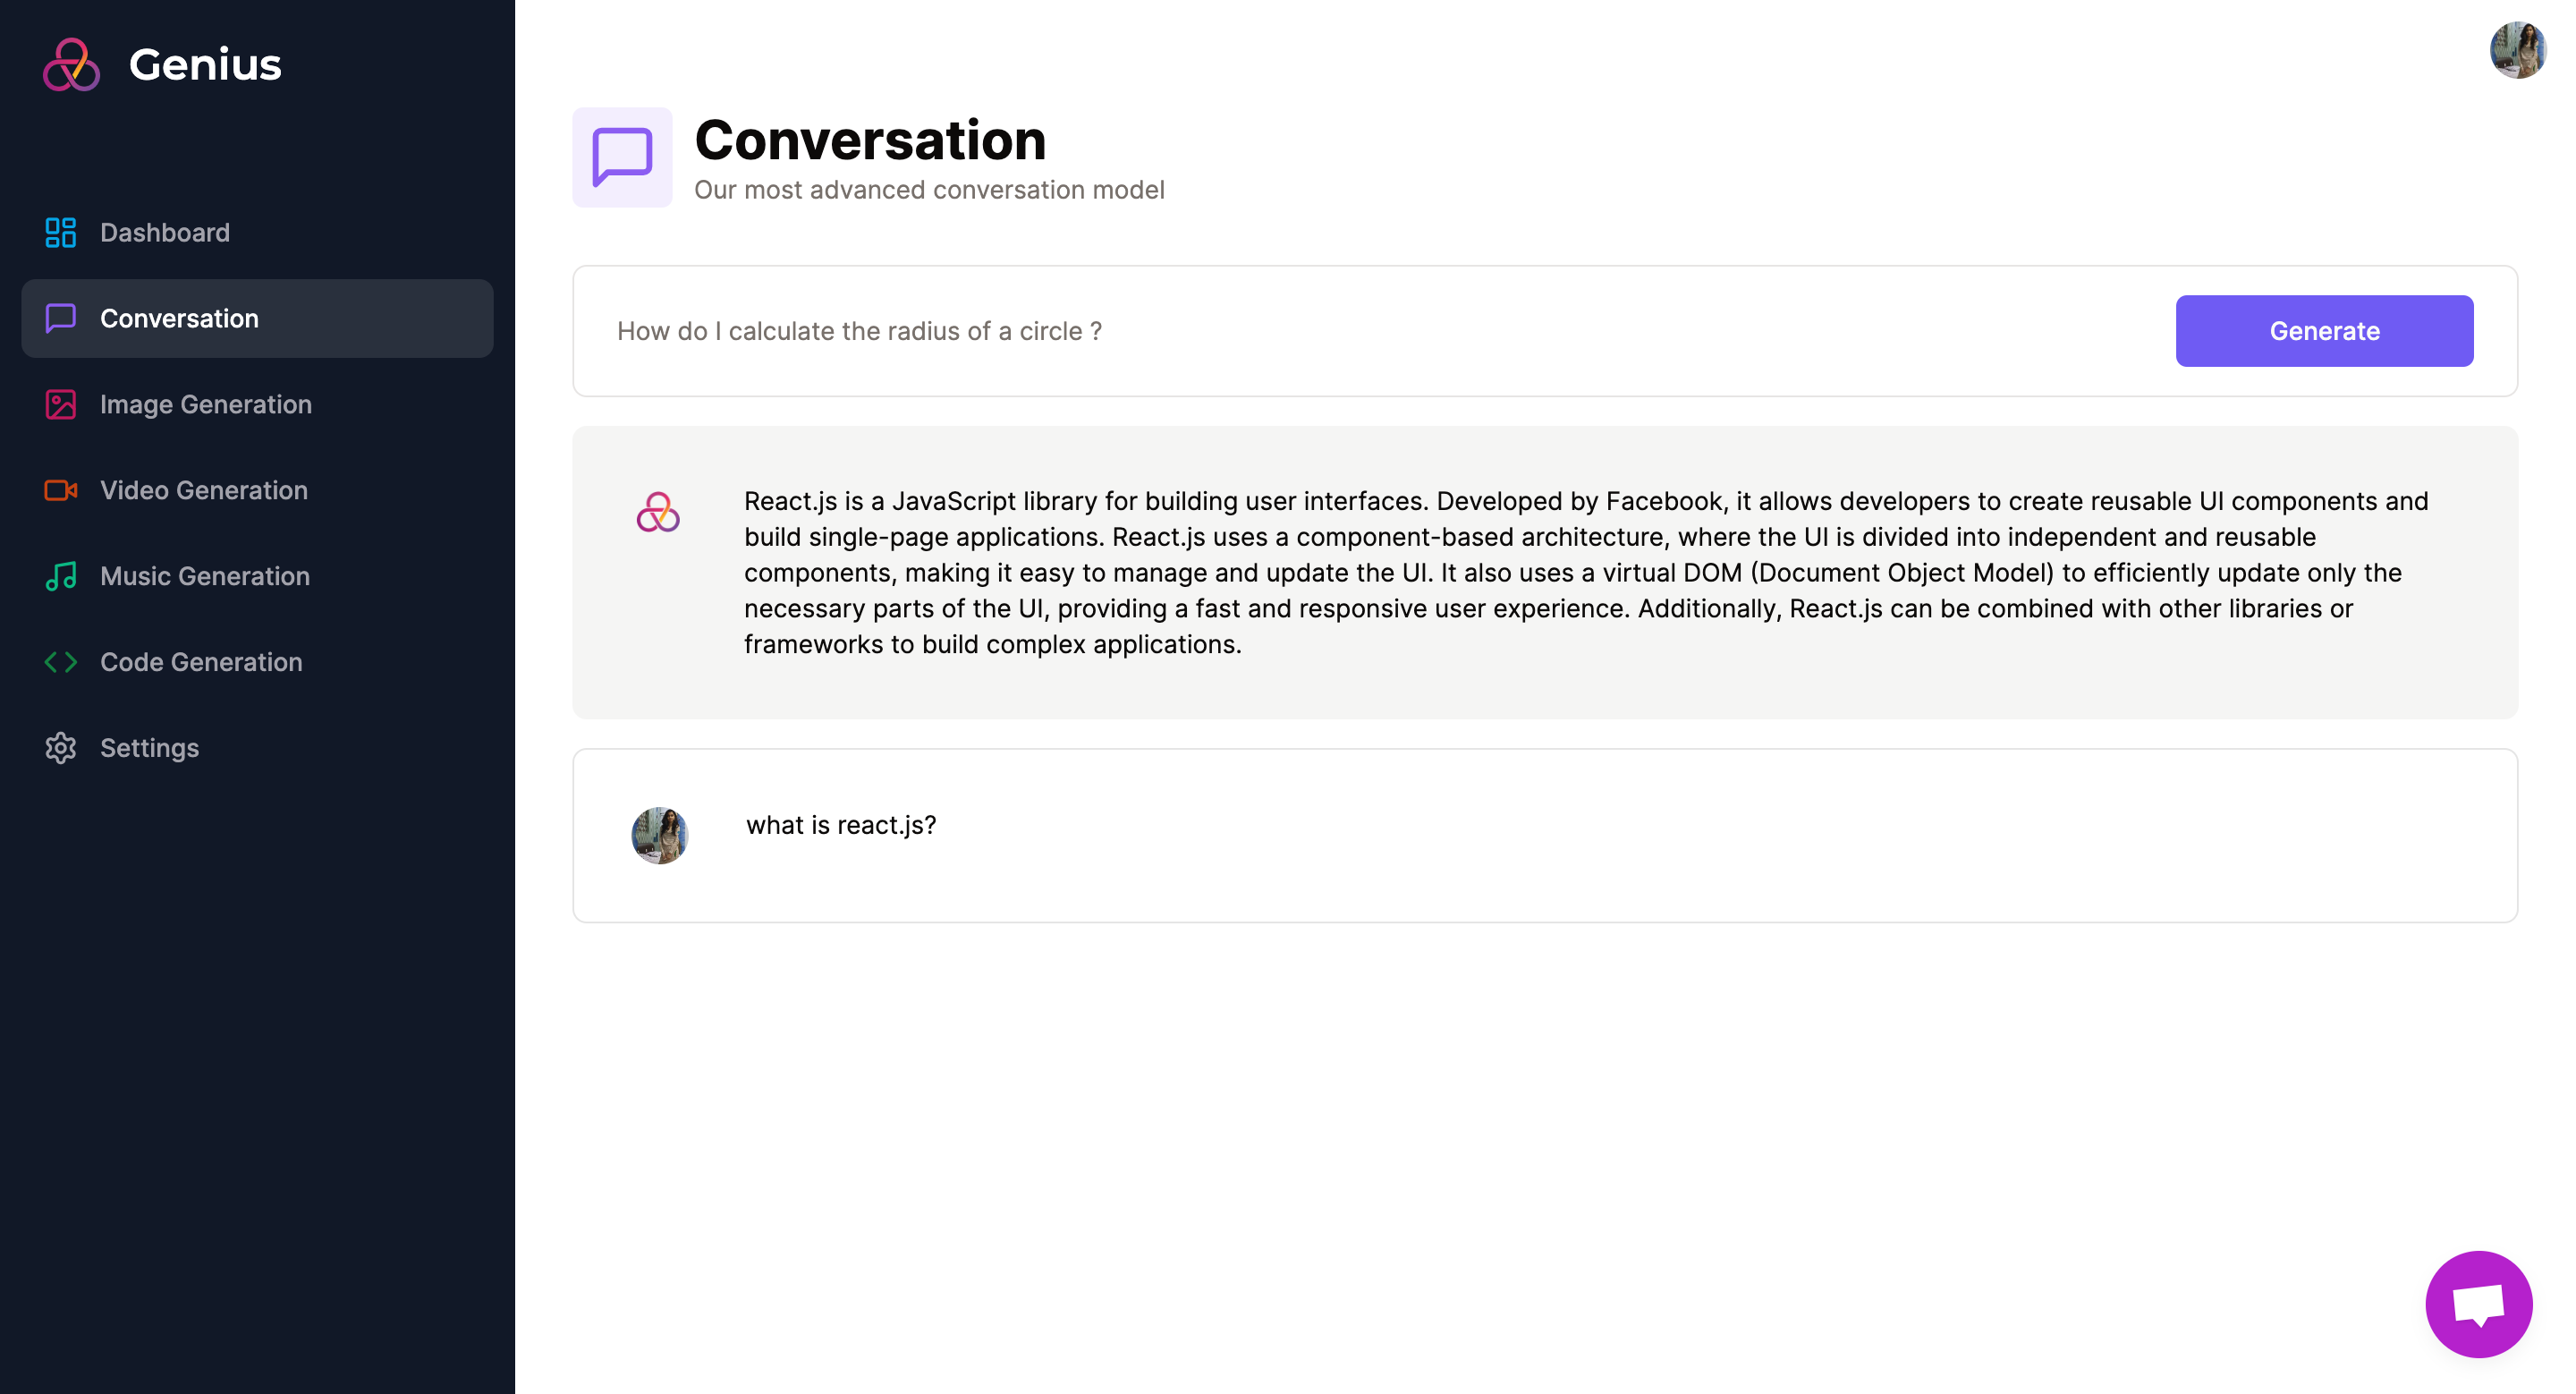 Genius
Dashboard
Conversation
Image Generation
Video Generation
Music Generation
Code Generation
Settings
Conversation
Our most advanced conversation model
How do I calculate the radius of a circle ?
Generate
React.js is a JavaScript library for building user interfaces. Developed by Facebook, it allows developers to create reusable UI components and
build single-page applications. React.js uses a component-based architecture, where the UI is divided into independent and reusable
components, making it easy to manage and update the UI. It also uses a virtual DOM (Document Object Model) to efficiently update only the
necessary parts of the UI, providing a fast and responsive user experience. Additionally, React.js can be combined with other libraries or
frameworks to build complex applications.
what is react.js?